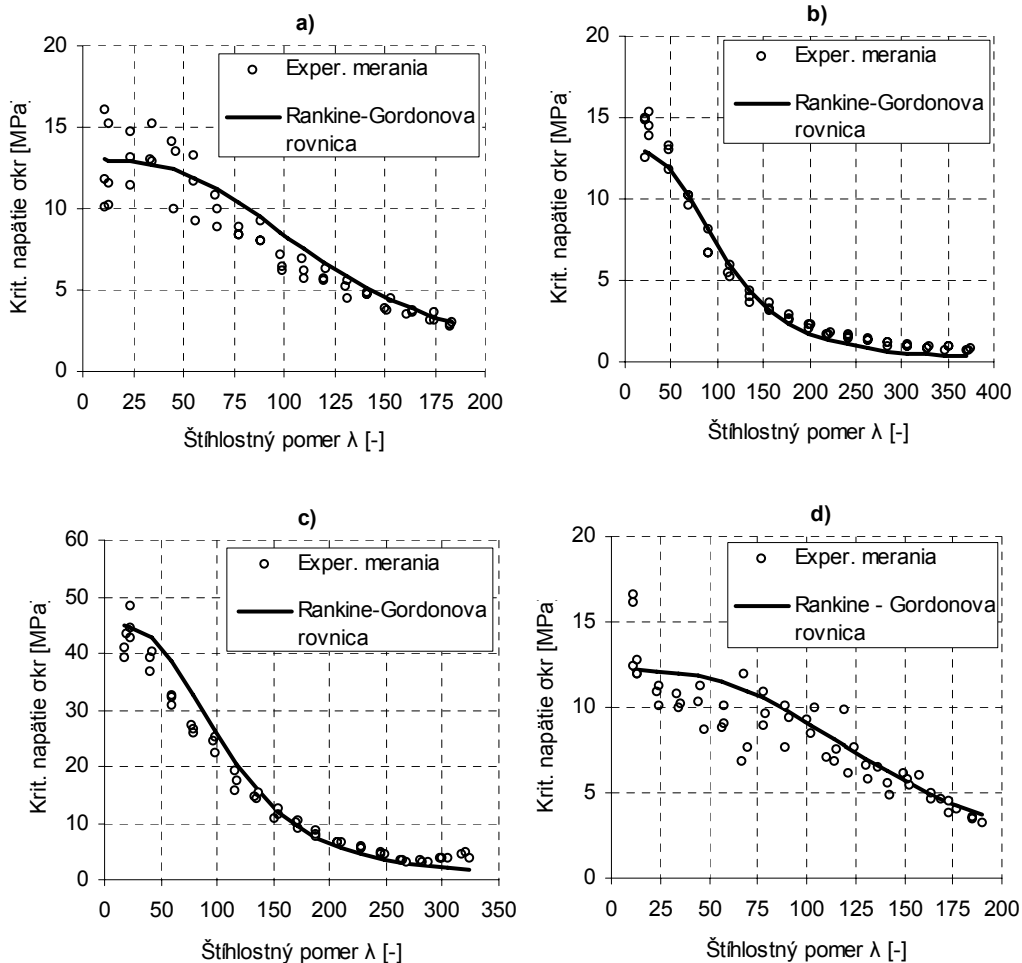 a)
Krit. napätie σkr [MPa]
20
15
10
5
0
Exper. merania
Rankine-Gordonova
rovnica
0 25 50 75 100 125 150 175 200
Štíhlostný pomer λ [-]
b)
Krit. napätie σkr [MPa]
20
15
10
5
0
Exper. merania
Rankine-Gordonova
rovnica
0 50 100 150 200 250 300 350 400
Štíhlostný pomer λ [-]
c)
Krit. napätie σkr [MPa]
60
50
40
30
20
10
0
Exper. merania
Rankine-Gordonova
rovnica
0 50 100 150 200 250 300 350
Štíhlostný pomer λ [-]
d)
Krit. napätie σkr [MPa]
20
15
10
5
0
Exper. merania
Rankine - Gordonova
rovnica
0 25 50 75 100 125 150 175 200
Štíhlostný pomer λ [-]